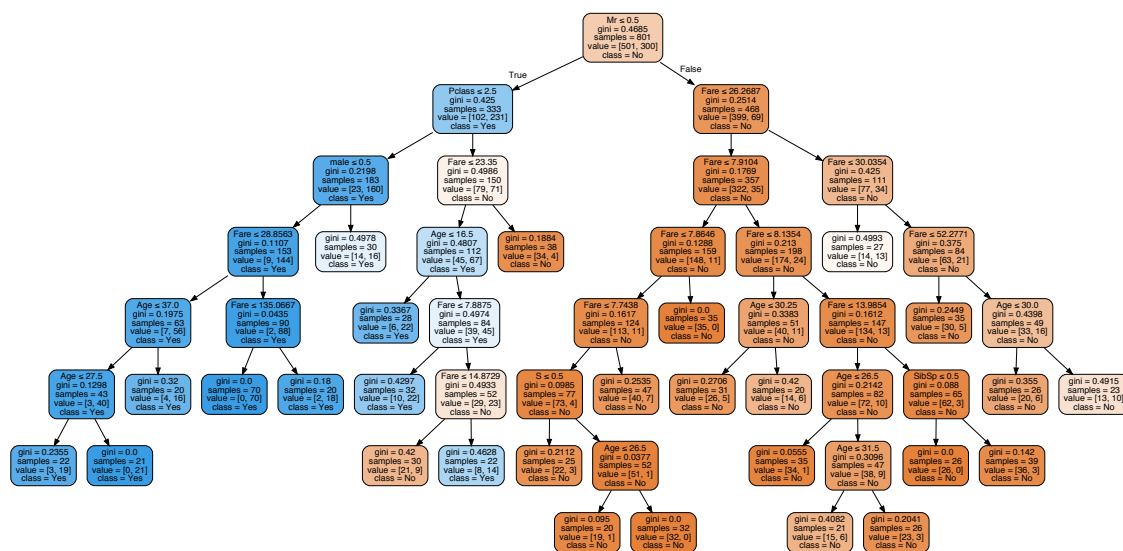 Mr ≤ 0.5
gini = 0.4685
samples = 801
value = [501, 300]
class = No
True
False
Pclass ≤ 2.5
gini = 0.425
samples = 333
value = [102, 231]
class = Yes
Fare ≤ 26.2687
gini = 0.2514
samples = 468
value = [399, 69]
class = No
male ≤ 0.5
gini = 0.2198
samples = 183
value = [23, 160]
class = Yes
Fare ≤ 23.35
gini = 0.4986
samples = 150
value = [79, 71]
class = No
Fare ≤ 7.9104
gini = 0.1769
samples = 357
value = [322, 35]
class = No
Fare ≤ 30.0354
gini = 0.425
samples = 111
value = [77, 34]
class = No
Fare ≤ 28.8563
gini = 0.1107
samples = 153
value = [9, 144]
class = Yes
gini = 0.4978
samples = 30
value = [14, 16]
class = Yes
Age ≤ 16.5
gini = 0.4807
samples = 112
value = [45, 67]
class = Yes
gini = 0.1884
samples = 38
value = [34, 4]
class = No
Fare ≤ 7.8646
gini = 0.1288
samples = 159
value = [148, 11]
class = No
Fare ≤ 8.1354
gini = 0.213
samples = 198
value = [174, 24]
class = No
gini = 0.4993
samples = 27
value = [14, 13]
class = No
Fare ≤ 52.2771
gini = 0.375
samples = 84
value = [63, 21]
class = No
Age ≤ 37.0
gini = 0.1975
samples = 63
value = [7, 56]
class = Yes
Fare ≤ 135.0667
gini = 0.0435
samples = 90
value = [2, 88]
class = Yes
gini = 0.3367
samples = 28
value = [6, 22]
class = Yes
Fare ≤ 7.8875
gini = 0.4974
samples = 84
value = [39, 45]
class = Yes
Fare ≤ 7.7438
gini = 0.1617
samples = 124
value = [113, 11]
class = No
gini = 0.0
samples = 35
value = [35, 0]
class = No
Age ≤ 30.25
gini = 0.3383
samples = 51
value = [40, 11]
class = No
Fare ≤ 13.9854
gini = 0.1612
samples = 147
value = [134, 13]
class = No
gini = 0.2449
samples = 35
value = [30, 5]
class = No
Age ≤ 30.0
gini = 0.4398
samples = 49
value = [33, 16]
class = No
Age ≤ 27.5
gini = 0.1298
samples = 43
value = [3, 40]
class = Yes
gini = 0.32
samples = 20
value = [4, 16]
class = Yes
gini = 0.0
samples = 70
value = [0, 70]
class = Yes
gini = 0.18
samples = 20
value = [2, 18]
class = Yes
gini = 0.4297
samples = 32
value = [10, 22]
class = Yes
Fare ≤ 14.8729
gini = 0.4933
samples = 52
value = [29, 23]
class = No
S ≤ 0.5
gini = 0.0985
samples = 77
value = [73, 4]
class = No
gini = 0.2535
samples = 47
value = [40, 7]
class = No
gini = 0.2706
samples = 31
value = [26, 5]
class = No
gini = 0.42
samples = 20
value = [14, 6]
class = No
Age ≤ 26.5
gini = 0.2142
samples = 82
value = [72, 10]
class = No
SibSp ≤ 0.5
gini = 0.088
samples = 65
value = [62, 3]
class = No
gini = 0.355
samples = 26
value = [20, 6]
class = No
gini = 0.4915
samples = 23
value = [13, 10]
class = No
gini = 0.2355
samples = 22
value = [3, 19]
class = Yes
gini = 0.0
samples = 21
value = [0, 21]
class = Yes
gini = 0.42
samples = 30
value = [21, 9]
class = No
gini = 0.4628
samples = 22
value = [8, 14]
class = Yes
gini = 0.2112
samples = 25
value = [22, 3]
class = No
Age ≤ 26.5
gini = 0.0377
samples = 52
value = [51, 1]
class = No
gini = 0.0555
samples = 35
value = [34, 1]
class = No
Age ≤ 31.5
gini = 0.3096
samples = 47
value = [38, 9]
class = No
gini = 0.0
samples = 26
value = [26, 0]
class = No
gini = 0.142
samples = 39
value = [36, 3]
class = No
gini = 0.095
samples = 20
value = [19, 1]
class = No
gini = 0.0
samples = 32
value = [32, 0]
class = No
gini = 0.4082
samples = 21
value = [15, 6]
class = No
gini = 0.2041
samples = 26
value = [23, 3]
class = No